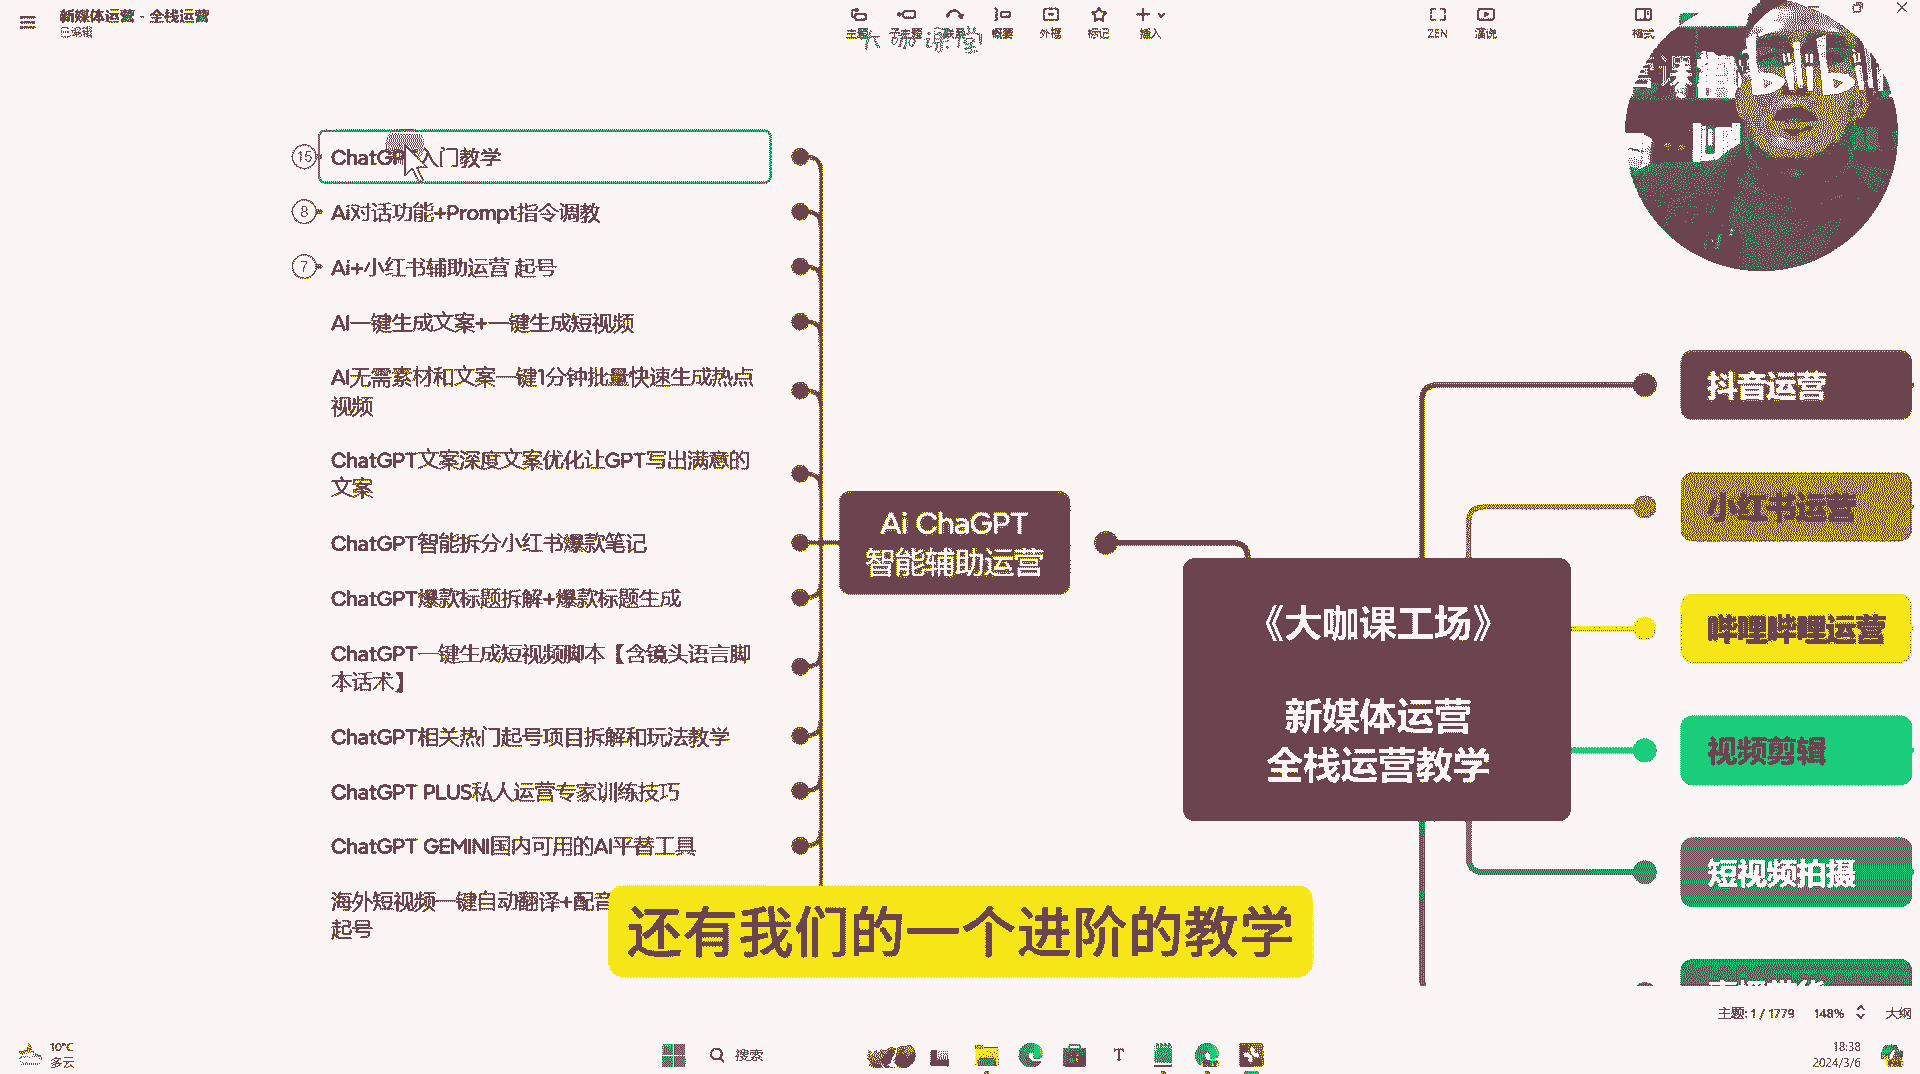 新媒体运营 - 全栈运营
已编辑
主题
子主题
联系
概要
外框
标记
插入
ZEN
演说
格式
大咖课堂
bilibili
15
ChatGPT入门教学
8
Ai对话功能+Prompt指令调教
7
Ai+小红书辅助运营 起号
AI一键生成文案+一键生成短视频
AI无需素材和文案一键1分钟批量快速生成热点
视频
ChatGPT文案深度文案优化让GPT写出满意的
文案
ChatGPT智能拆分小红书爆款笔记
ChatGPT爆款标题拆解+爆款标题生成
ChatGPT一键生成短视频脚本【含镜头语言脚
本话术】
ChatGPT相关热门起号项目拆解和玩法教学
ChatGPT PLUS私人运营专家训练技巧
ChatGPT GEMINI国内可用的AI平替工具
海外短视频一键自动翻译+配音
起号
Ai ChaGPT
智能辅助运营
《大咖课工场》
新媒体运营
全栈运营教学
抖音运营
小红书运营
哔哩哔哩运营
视频剪辑
短视频拍摄
还有我们的一个进阶的教学
主题: 1 / 1779
148%
大纲
10°C
多云
搜索
18:38
2024/3/6